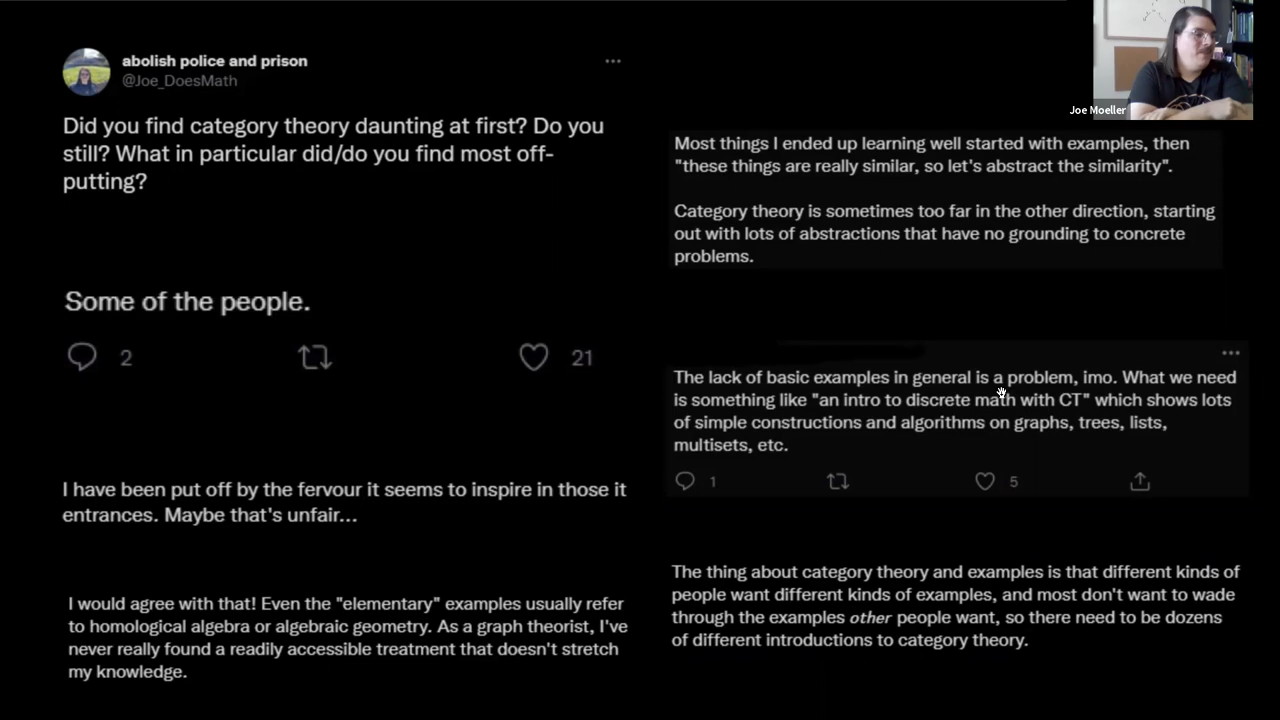 abolish police and prison
@Joe_DoesMath
Did you find category theory daunting at first? Do you
still? What in particular did/do you find most off-
putting?
Some of the people.
2
21
I have been put off by the fervour it seems to inspire in those it
entrances. Maybe that's unfair...
I would agree with that! Even the "elementary" examples usually refer
to homological algebra or algebraic geometry. As a graph theorist, I've
never really found a readily accessible treatment that doesn't stretch
my knowledge.
Joe Moeller
Most things I ended up learning well started with examples, then
"these things are really similar, so let's abstract the similarity".
Category theory is sometimes too far in the other direction, starting
out with lots of abstractions that have no grounding to concrete
problems.
The lack of basic examples in general is a problem, imo. What we need
is something like "an intro to discrete math with CT" which shows lots
of simple constructions and algorithms on graphs, trees, lists,
multisets, etc.
1
5
The thing about category theory and examples is that different kinds of
people want different kinds of examples, and most don't want to wade
through the examples other people want, so there need to be dozens
of different introductions to category theory.